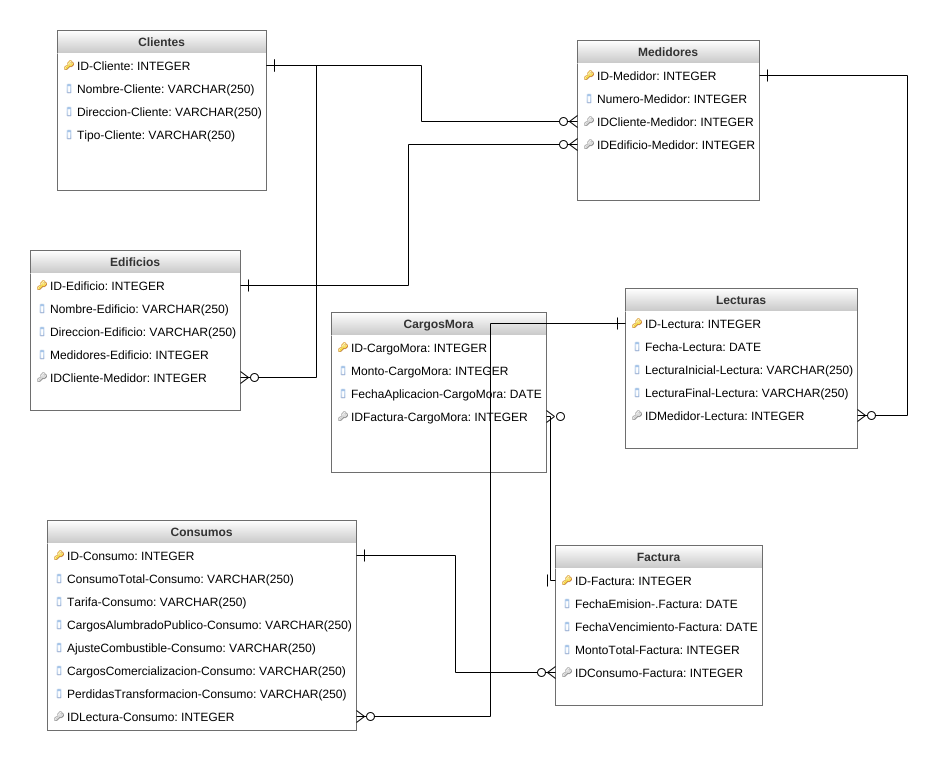 Clientes
ID-Cliente: INTEGER
Nombre-Cliente: VARCHAR(250)
Direccion-Cliente: VARCHAR(250)
Tipo-Cliente: VARCHAR(250)
Medidores
ID-Medidor: INTEGER
Numero-Medidor: INTEGER
IDCliente-Medidor: INTEGER
IDEdificio-Medidor: INTEGER
Edificios
ID-Edificio: INTEGER
Nombre-Edificio: VARCHAR(250)
Direccion-Edificio: VARCHAR(250)
Medidores-Edificio: INTEGER
IDCliente-Medidor: INTEGER
CargosMora
ID-CargoMora: INTEGER
Monto-CargoMora: INTEGER
FechaAplicacion-CargoMora: DATE
IDFactura-CargoMora: INTEGER
Lecturas
ID-Lectura: INTEGER
Fecha-Lectura: DATE
LecturaInicial-Lectura: VARCHAR(250)
LecturaFinal-Lectura: VARCHAR(250)
IDMedidor-Lectura: INTEGER
Consumos
ID-Consumo: INTEGER
ConsumoTotal-Consumo: VARCHAR(250)
Tarifa-Consumo: VARCHAR(250)
CargosAlumbradoPublico-Consumo: VARCHAR(250)
AjusteCombustible-Consumo: VARCHAR(250)
CargosComercializacion-Consumo: VARCHAR(250)
PerdidasTransformacion-Consumo: VARCHAR(250)
IDLectura-Consumo: INTEGER
Factura
ID-Factura: INTEGER
FechaEmision-.Factura: DATE
FechaVencimiento-Factura: DATE
MontoTotal-Factura: INTEGER
IDConsumo-Factura: INTEGER